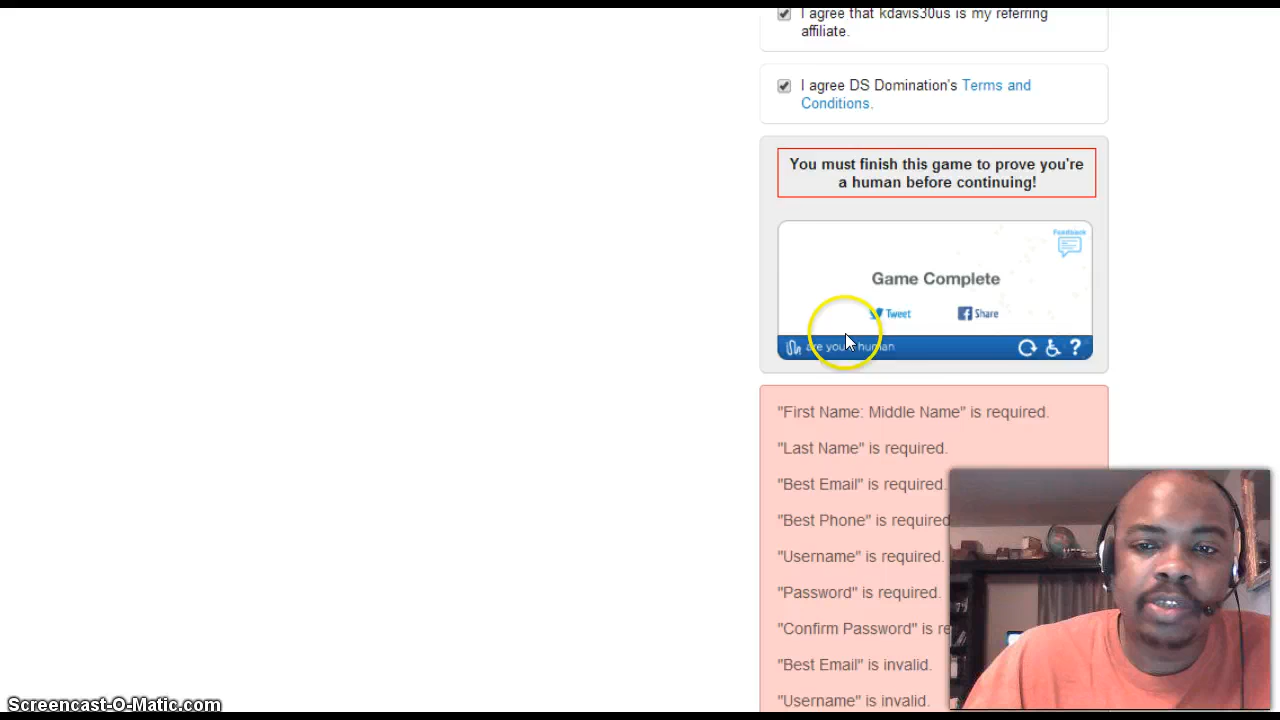 I agree that kdavis30us is my referring
affiliate.
I agree DS Domination's Terms and
Conditions.
You must finish this game to prove you're
a human before continuing!
Feedback
Game Complete
Tweet
Share
are you human
?
"First Name: Middle Name" is required.
"Last Name" is required.
"Best Email" is required.
"Best Phone" is required
"Username" is required.
"Password" is required.
"Confirm Password" is re
"Best Email" is invalid.
"Username" is invalid.
Screencast-O-Matic.com